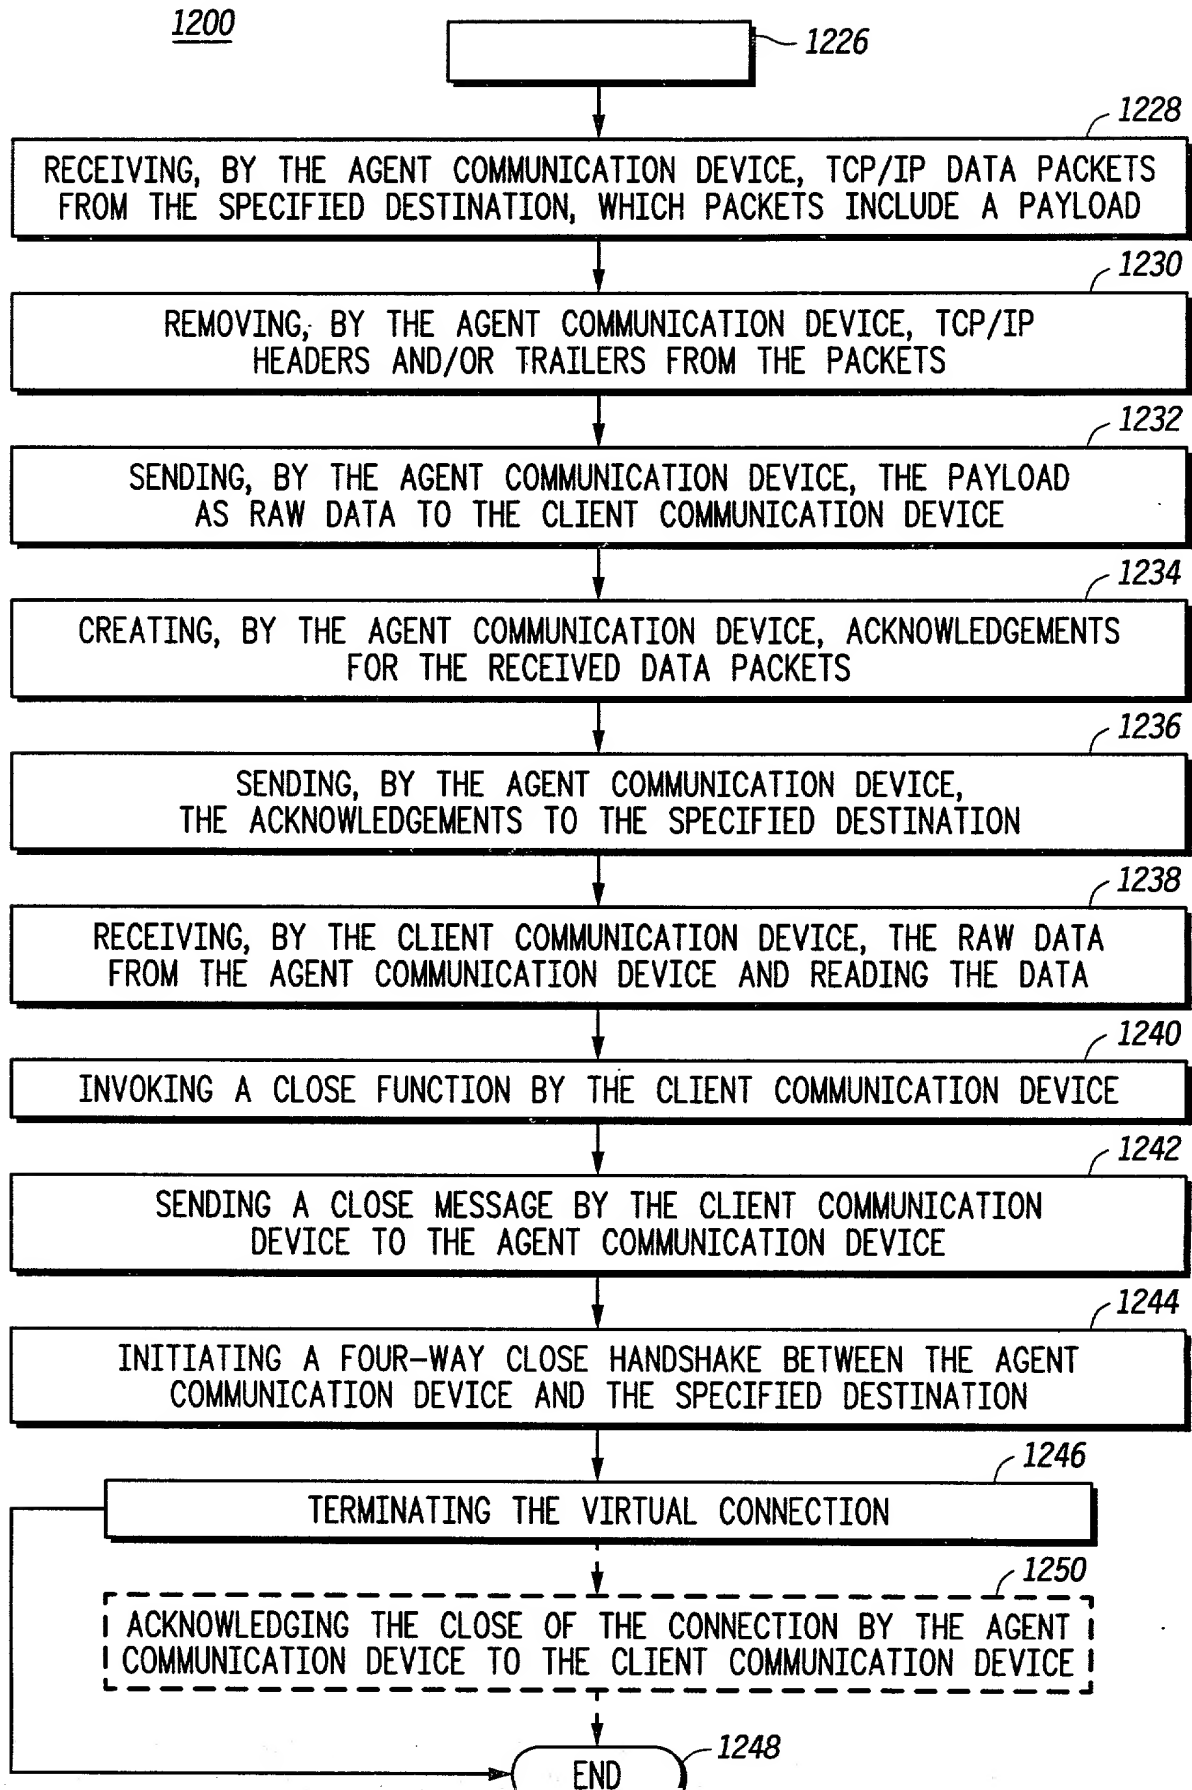 1200
1226
1228
RECEIVING, BY THE AGENT COMMUNICATION DEVICE, TCP/IP DATA PACKETS
FROM THE SPECIFIED DESTINATION, WHICH PACKETS INCLUDE A PAYLOAD
1230
REMOVING, BY THE AGENT COMMUNICATION DEVICE, TCP/IP
HEADERS AND/OR TRAILERS FROM THE PACKETS
1232
SENDING, BY THE AGENT COMMUNICATION DEVICE, THE PAYLOAD
AS RAW DATA TO THE CLIENT COMMUNICATION DEVICE
1234
CREATING, BY THE AGENT COMMUNICATION DEVICE, ACKNOWLEDGEMENTS
FOR THE RECEIVED DATA PACKETS
1236
SENDING, BY THE AGENT COMMUNICATION DEVICE,
THE ACKNOWLEDGEMENTS TO THE SPECIFIED DESTINATION
1238
RECEIVING, BY THE CLIENT COMMUNICATION DEVICE, THE RAW DATA
FROM THE AGENT COMMUNICATION DEVICE AND READING THE DATA
1240
INVOKING A CLOSE FUNCTION BY THE CLIENT COMMUNICATION DEVICE
1242
SENDING A CLOSE MESSAGE BY THE CLIENT COMMUNICATION
DEVICE TO THE AGENT COMMUNICATION DEVICE
1244
INITIATING A FOUR-WAY CLOSE HANDSHAKE BETWEEN THE AGENT
COMMUNICATION DEVICE AND THE SPECIFIED DESTINATION
1246
TERMINATING THE VIRTUAL CONNECTION
1250
ACKNOWLEDGING THE CLOSE OF THE CONNECTION BY THE AGENT
COMMUNICATION DEVICE TO THE CLIENT COMMUNICATION DEVICE
1248
END